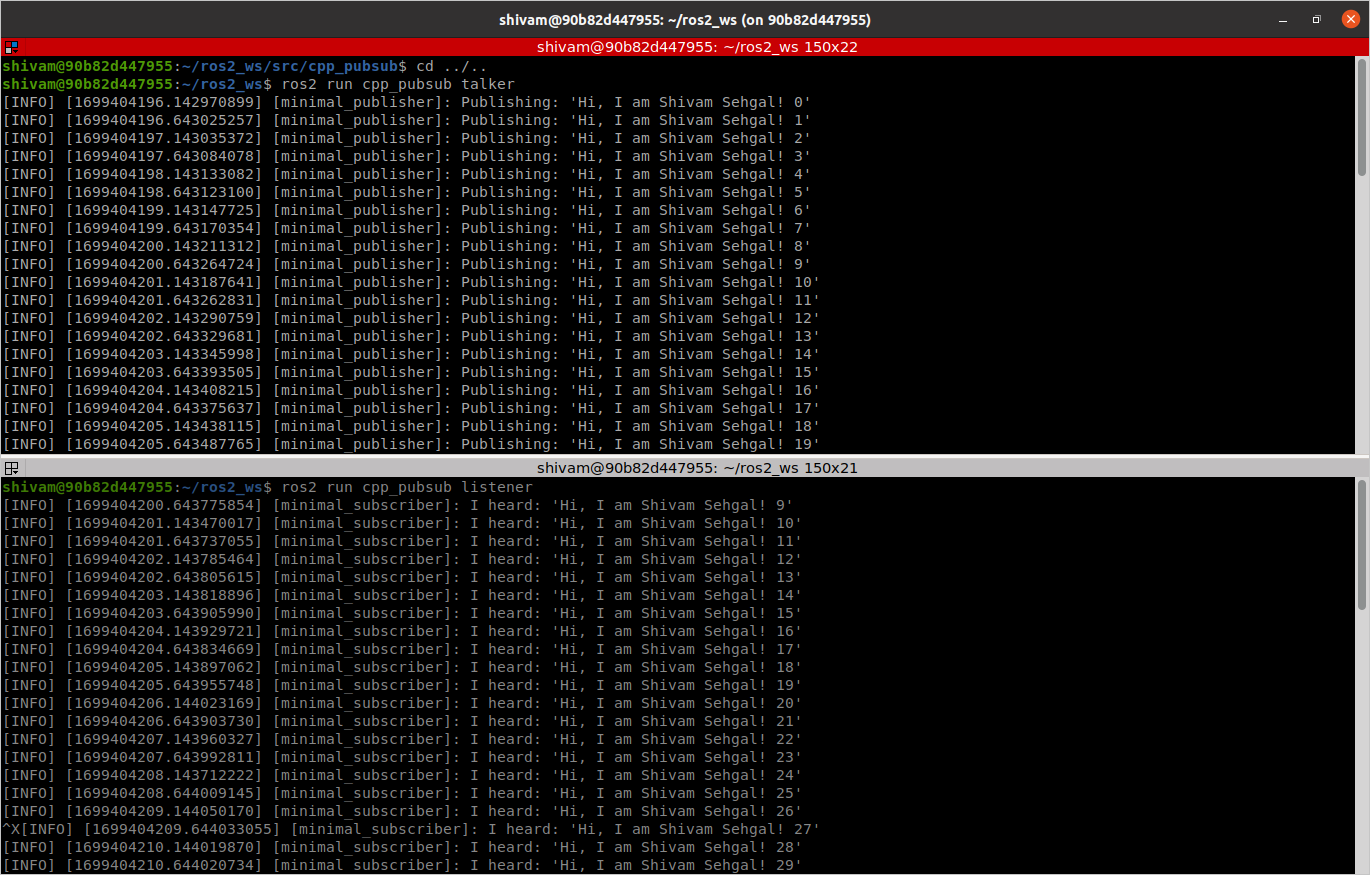 shivam@90b82d447955: ~/ros2_ws (on 90b82d447955)
shivam@90b82d447955: ~/ros2_ws 150x22
shivam@90b82d447955:~/ros2_ws/src/cpp_pubsub$ cd ../..
shivam@90b82d447955:~/ros2_ws$ ros2 run cpp_pubsub talker
[INFO] [1699404196.142970899] [minimal_publisher]: Publishing: 'Hi, I am Shivam Sehgal! 0'
[INFO] [1699404196.643025257] [minimal_publisher]: Publishing: 'Hi, I am Shivam Sehgal! 1'
[INFO] [1699404197.143035372] [minimal_publisher]: Publishing: 'Hi, I am Shivam Sehgal! 2'
[INFO] [1699404197.643084078] [minimal_publisher]: Publishing: 'Hi, I am Shivam Sehgal! 3'
[INFO] [1699404198.143133082] [minimal_publisher]: Publishing: 'Hi, I am Shivam Sehgal! 4'
[INFO] [1699404198.643123100] [minimal_publisher]: Publishing: 'Hi, I am Shivam Sehgal! 5'
[INFO] [1699404199.143147725] [minimal_publisher]: Publishing: 'Hi, I am Shivam Sehgal! 6'
[INFO] [1699404199.643170354] [minimal_publisher]: Publishing: 'Hi, I am Shivam Sehgal! 7'
[INFO] [1699404200.143211312] [minimal_publisher]: Publishing: 'Hi, I am Shivam Sehgal! 8'
[INFO] [1699404200.643264724] [minimal_publisher]: Publishing: 'Hi, I am Shivam Sehgal! 9'
[INFO] [1699404201.143187641] [minimal_publisher]: Publishing: 'Hi, I am Shivam Sehgal! 10'
[INFO] [1699404201.643262831] [minimal_publisher]: Publishing: 'Hi, I am Shivam Sehgal! 11'
[INFO] [1699404202.143290759] [minimal_publisher]: Publishing: 'Hi, I am Shivam Sehgal! 12'
[INFO] [1699404202.643329681] [minimal_publisher]: Publishing: 'Hi, I am Shivam Sehgal! 13'
[INFO] [1699404203.143345998] [minimal_publisher]: Publishing: 'Hi, I am Shivam Sehgal! 14'
[INFO] [1699404203.643393505] [minimal_publisher]: Publishing: 'Hi, I am Shivam Sehgal! 15'
[INFO] [1699404204.143408215] [minimal_publisher]: Publishing: 'Hi, I am Shivam Sehgal! 16'
[INFO] [1699404204.643375637] [minimal_publisher]: Publishing: 'Hi, I am Shivam Sehgal! 17'
[INFO] [1699404205.143438115] [minimal_publisher]: Publishing: 'Hi, I am Shivam Sehgal! 18'
[INFO] [1699404205.643487765] [minimal_publisher]: Publishing: 'Hi, I am Shivam Sehgal! 19'
shivam@90b82d447955: ~/ros2_ws 150x21
shivam@90b82d447955:~/ros2_ws$ ros2 run cpp_pubsub listener
[INFO] [1699404200.643775854] [minimal_subscriber]: I heard: 'Hi, I am Shivam Sehgal! 9'
[INFO] [1699404201.143470017] [minimal_subscriber]: I heard: 'Hi, I am Shivam Sehgal! 10'
[INFO] [1699404201.643737055] [minimal_subscriber]: I heard: 'Hi, I am Shivam Sehgal! 11'
[INFO] [1699404202.143785464] [minimal_subscriber]: I heard: 'Hi, I am Shivam Sehgal! 12'
[INFO] [1699404202.643805615] [minimal_subscriber]: I heard: 'Hi, I am Shivam Sehgal! 13'
[INFO] [1699404203.143818896] [minimal_subscriber]: I heard: 'Hi, I am Shivam Sehgal! 14'
[INFO] [1699404203.643905990] [minimal_subscriber]: I heard: 'Hi, I am Shivam Sehgal! 15'
[INFO] [1699404204.143929721] [minimal_subscriber]: I heard: 'Hi, I am Shivam Sehgal! 16'
[INFO] [1699404204.643834669] [minimal_subscriber]: I heard: 'Hi, I am Shivam Sehgal! 17'
[INFO] [1699404205.143897062] [minimal_subscriber]: I heard: 'Hi, I am Shivam Sehgal! 18'
[INFO] [1699404205.643955748] [minimal_subscriber]: I heard: 'Hi, I am Shivam Sehgal! 19'
[INFO] [1699404206.144023169] [minimal_subscriber]: I heard: 'Hi, I am Shivam Sehgal! 20'
[INFO] [1699404206.643903730] [minimal_subscriber]: I heard: 'Hi, I am Shivam Sehgal! 21'
[INFO] [1699404207.143960327] [minimal_subscriber]: I heard: 'Hi, I am Shivam Sehgal! 22'
[INFO] [1699404207.643992811] [minimal_subscriber]: I heard: 'Hi, I am Shivam Sehgal! 23'
[INFO] [1699404208.143712222] [minimal_subscriber]: I heard: 'Hi, I am Shivam Sehgal! 24'
[INFO] [1699404208.644009145] [minimal_subscriber]: I heard: 'Hi, I am Shivam Sehgal! 25'
[INFO] [1699404209.144050170] [minimal_subscriber]: I heard: 'Hi, I am Shivam Sehgal! 26'
^X[INFO] [1699404209.644033055] [minimal_subscriber]: I heard: 'Hi, I am Shivam Sehgal! 27'
[INFO] [1699404210.144019870] [minimal_subscriber]: I heard: 'Hi, I am Shivam Sehgal! 28'
[INFO] [1699404210.644020734] [minimal_subscriber]: I heard: 'Hi, I am Shivam Sehgal! 29'